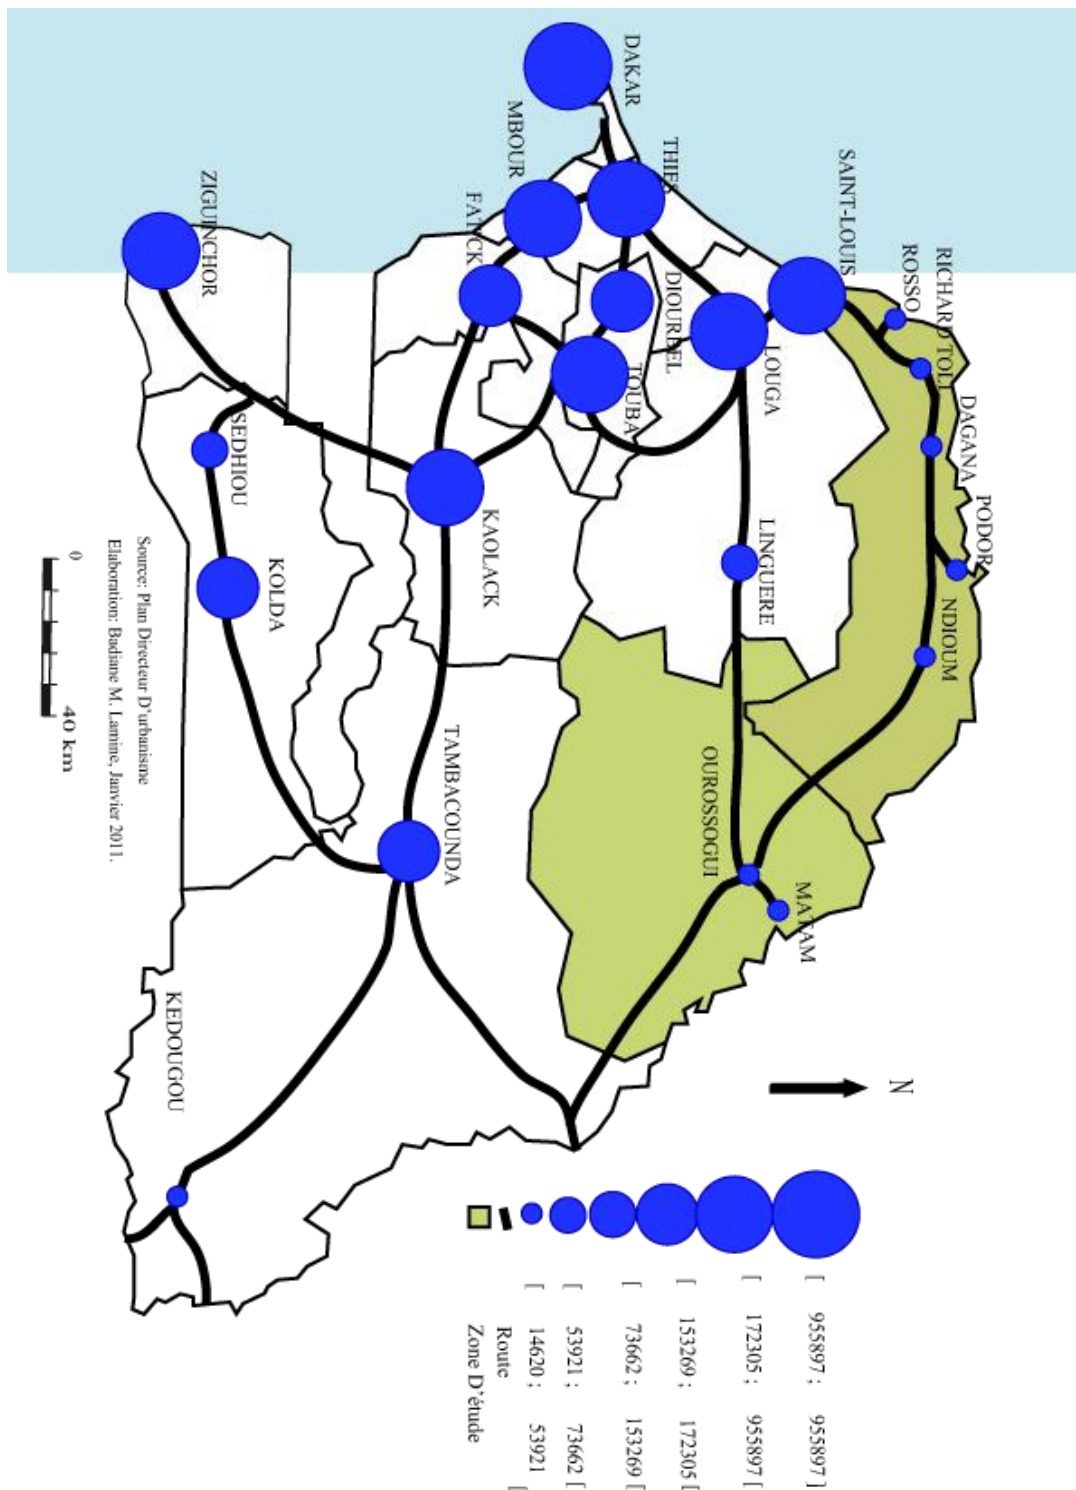 PODOR
DAGANA
NDIOUM
RICHARD TOLL
ROSSO
N
SAINT-LOUIS
MATAM
LOUGA
LINGUERE
OUROSSOGUI
THIES
DIOURBEL
TOUBA
DAKAR
MBOUR
KAOLACK
FATICK
TAMBACOUNDA
KOLDA
SEDHIOU
ZIGUINCHOR
KEDOUGOU
[ 955897 ; 955897 ]
[ 172305 ; 955897 [
[ 153269 ; 172305 [
[ 73662 ; 153269 [
[ 53921 ; 73662 [
[ 14620 ; 53921 [
Route
Zone D'étude
Source: Plan Directeur D'urbanisme
Elaboration: Badiane M. Lamine, Janvier 2011.
0 40 km